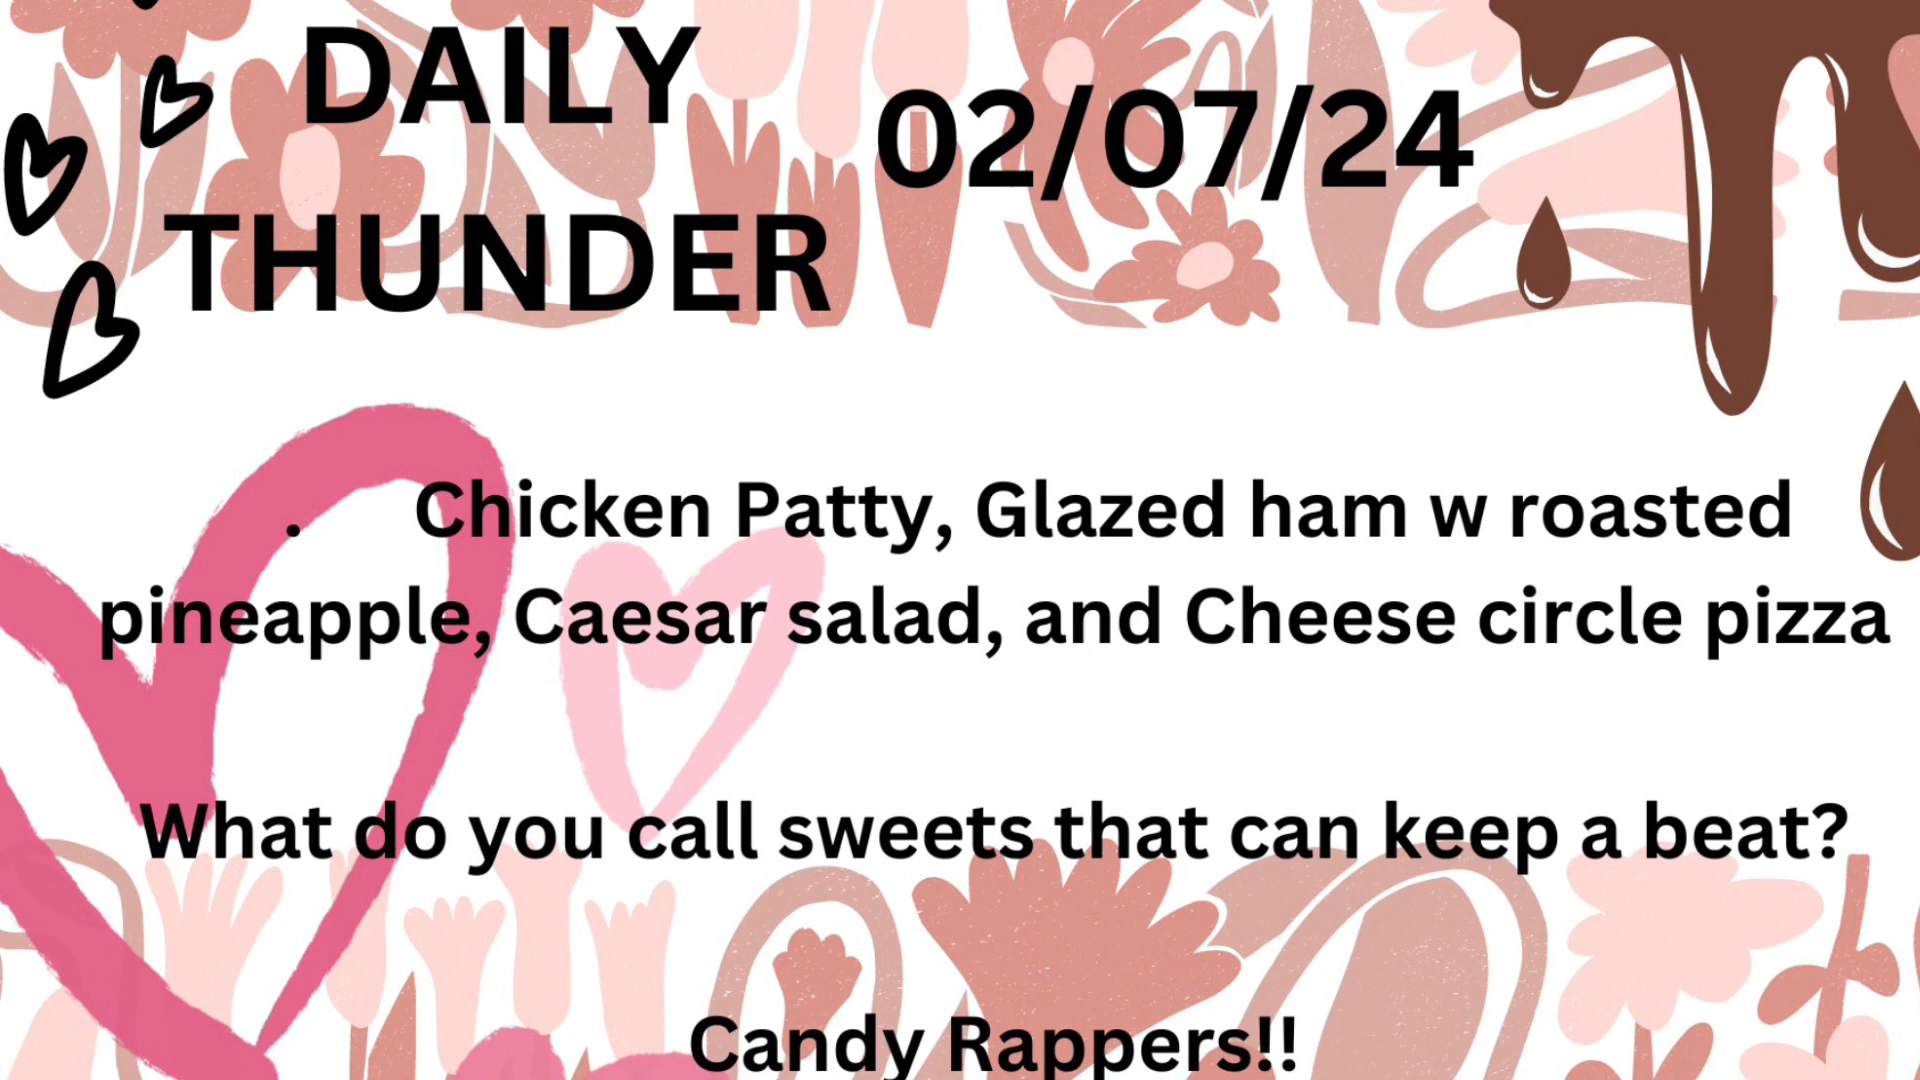 DAILY
THUNDER
02/07/24
. Chicken Patty, Glazed ham w roasted
pineapple, Caesar salad, and Cheese circle pizza
What do you call sweets that can keep a beat?
Candy Rappers!!